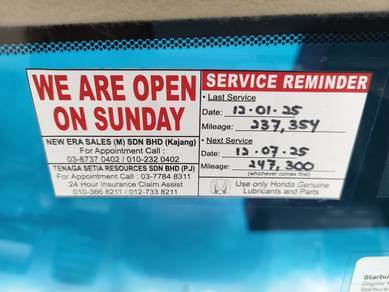 WE ARE OPEN
ON SUNDAY
NEW ERA SALES (M) SDN BHD (Kajang)
For Appointment Call :
03-8737 0402 / 010-232 0402
TENAGA SETIA RESOURCES SDN BHD (PJ)
For Appointment Call : 03-7784 8311
24 Hour Insurance Claim Assist
010-366 8211 / 012-733 8211
SERVICE REMINDER
• Last Service
Date: 12.01.25
Mileage: 237,354
• Next Service
Date: 12.07.25
Mileage: 247,300
(whichever comes first)
Use only Honda Genuine
Lubricants and Parts.